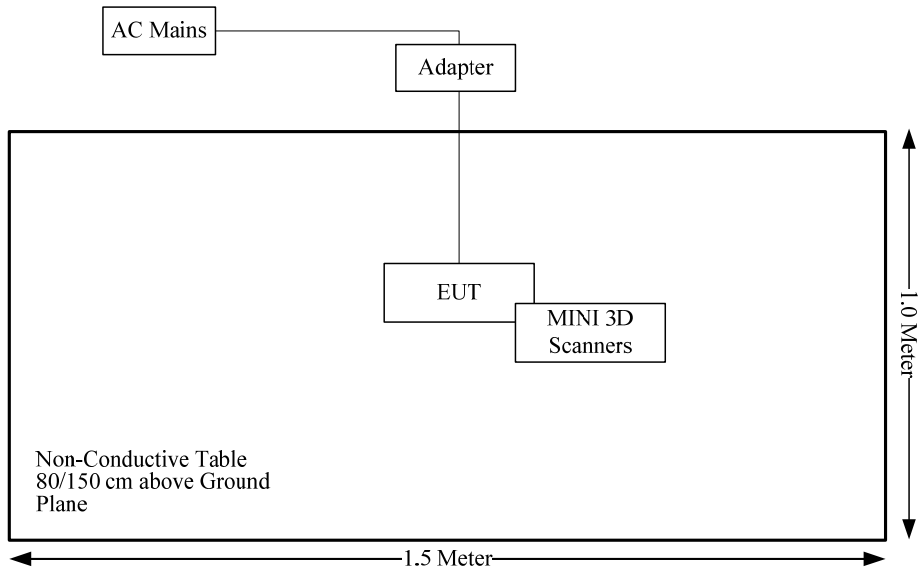 AC Mains
Adapter
EUT
MINI 3D
Scanners
1.0 Meter
Non-Conductive Table
80/150 cm above Ground
Plane
1.5 Meter